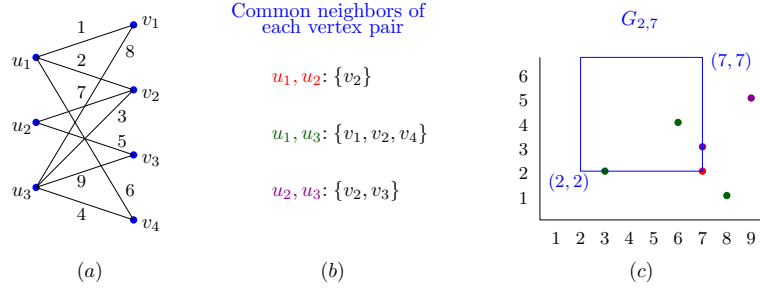 1
2
8
7
3
5
9
6
4
u₁
u₂
u₃
v₁
v₂
v₃
v₄
(a)
Common neighbors of
each vertex pair
u₁, u₂: {v₂}
u₁, u₃: {v₁, v₂, v₄}
u₂, u₃: {v₂, v₃}
(b)
G₂,₇
(7, 7)
(2, 2)
6
5
4
3
2
1
1 2 3 4 5 6 7 8 9
(c)